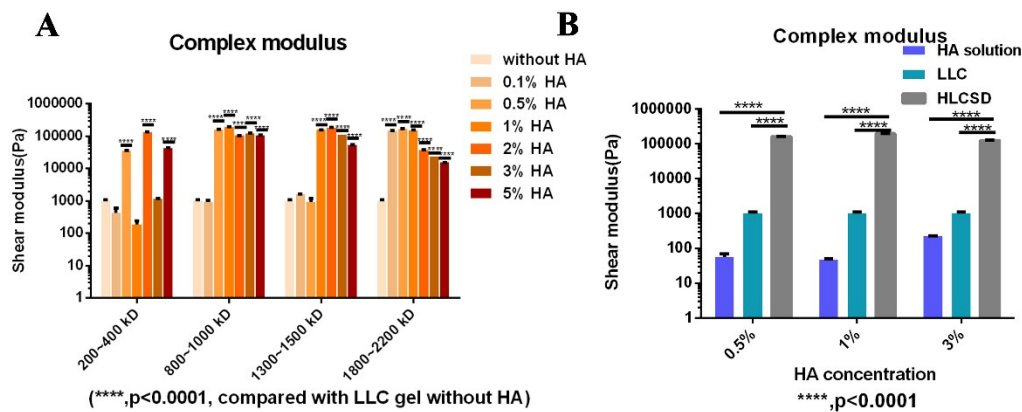 A
Complex modulus
Shear modulus(Pa)
1000000
100000
10000
1000
100
10
1
**** **** **** **** **** **** **** **** **** **** **** **** **** **** **** **** **** **** ****
200~400 kD
800~1000 kD
1300~1500 kD
1800~2200 kD
without HA
0.1% HA
0.5% HA
1% HA
2% HA
3% HA
5% HA
(****,p<0.0001, compared with LLC gel without HA)
B
Complex modulus
HA solution
LLC
HLCSD
Shear modulus(Pa)
1000000
100000
10000
1000
100
10
1
**** **** ****
**** **** ****
0.5%
1%
3%
HA concentration
****,p<0.0001